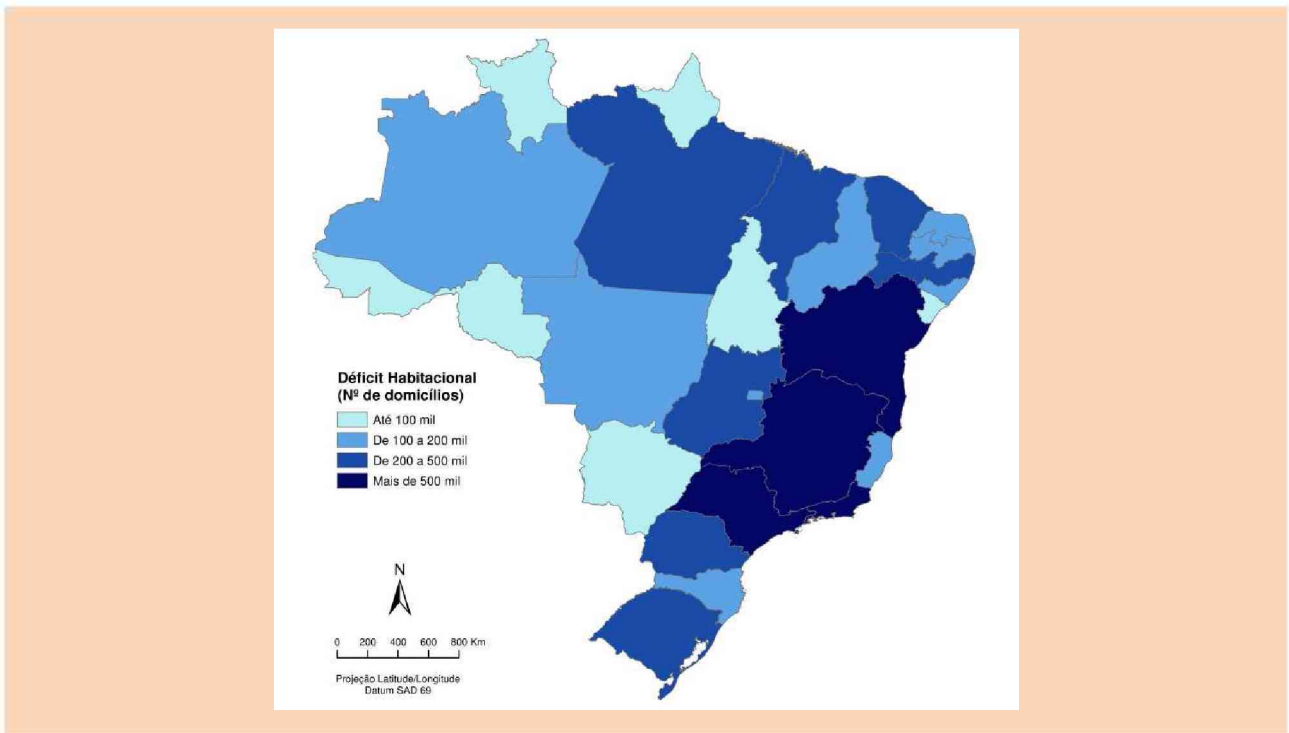 Déficit Habitacional
(Nº de domicílios)
Até 100 mil
De 100 a 200 mil
De 200 a 500 mil
Mais de 500 mil
N
0 200 400 600 800 Km
Projeção Latitude/Longitude
Datum SAD 69